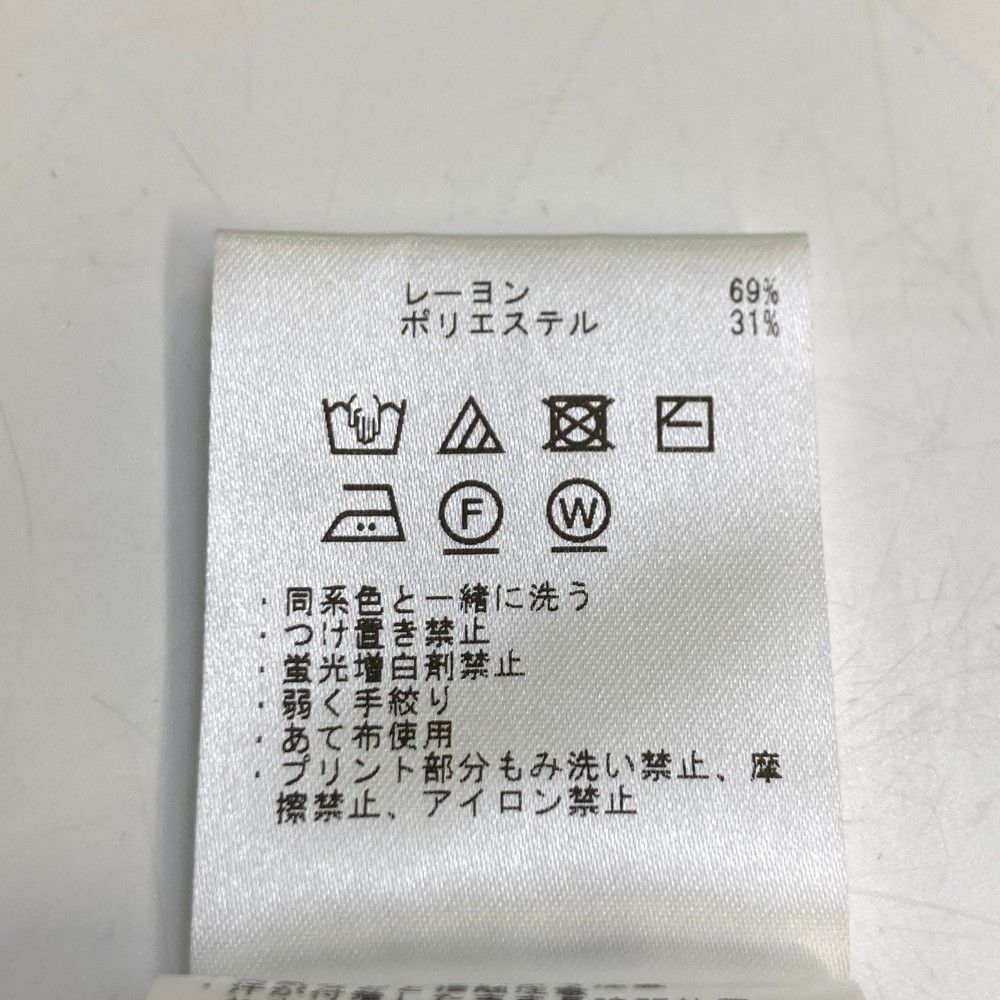 レーヨン 69%
ポリエステル 31%
F W
・同系色と一緒に洗う
・つけ置き禁止
・蛍光増白剤禁止
・弱く手絞り
・あて布使用
・プリント部分もみ洗い禁止、摩
擦禁止、アイロン禁止